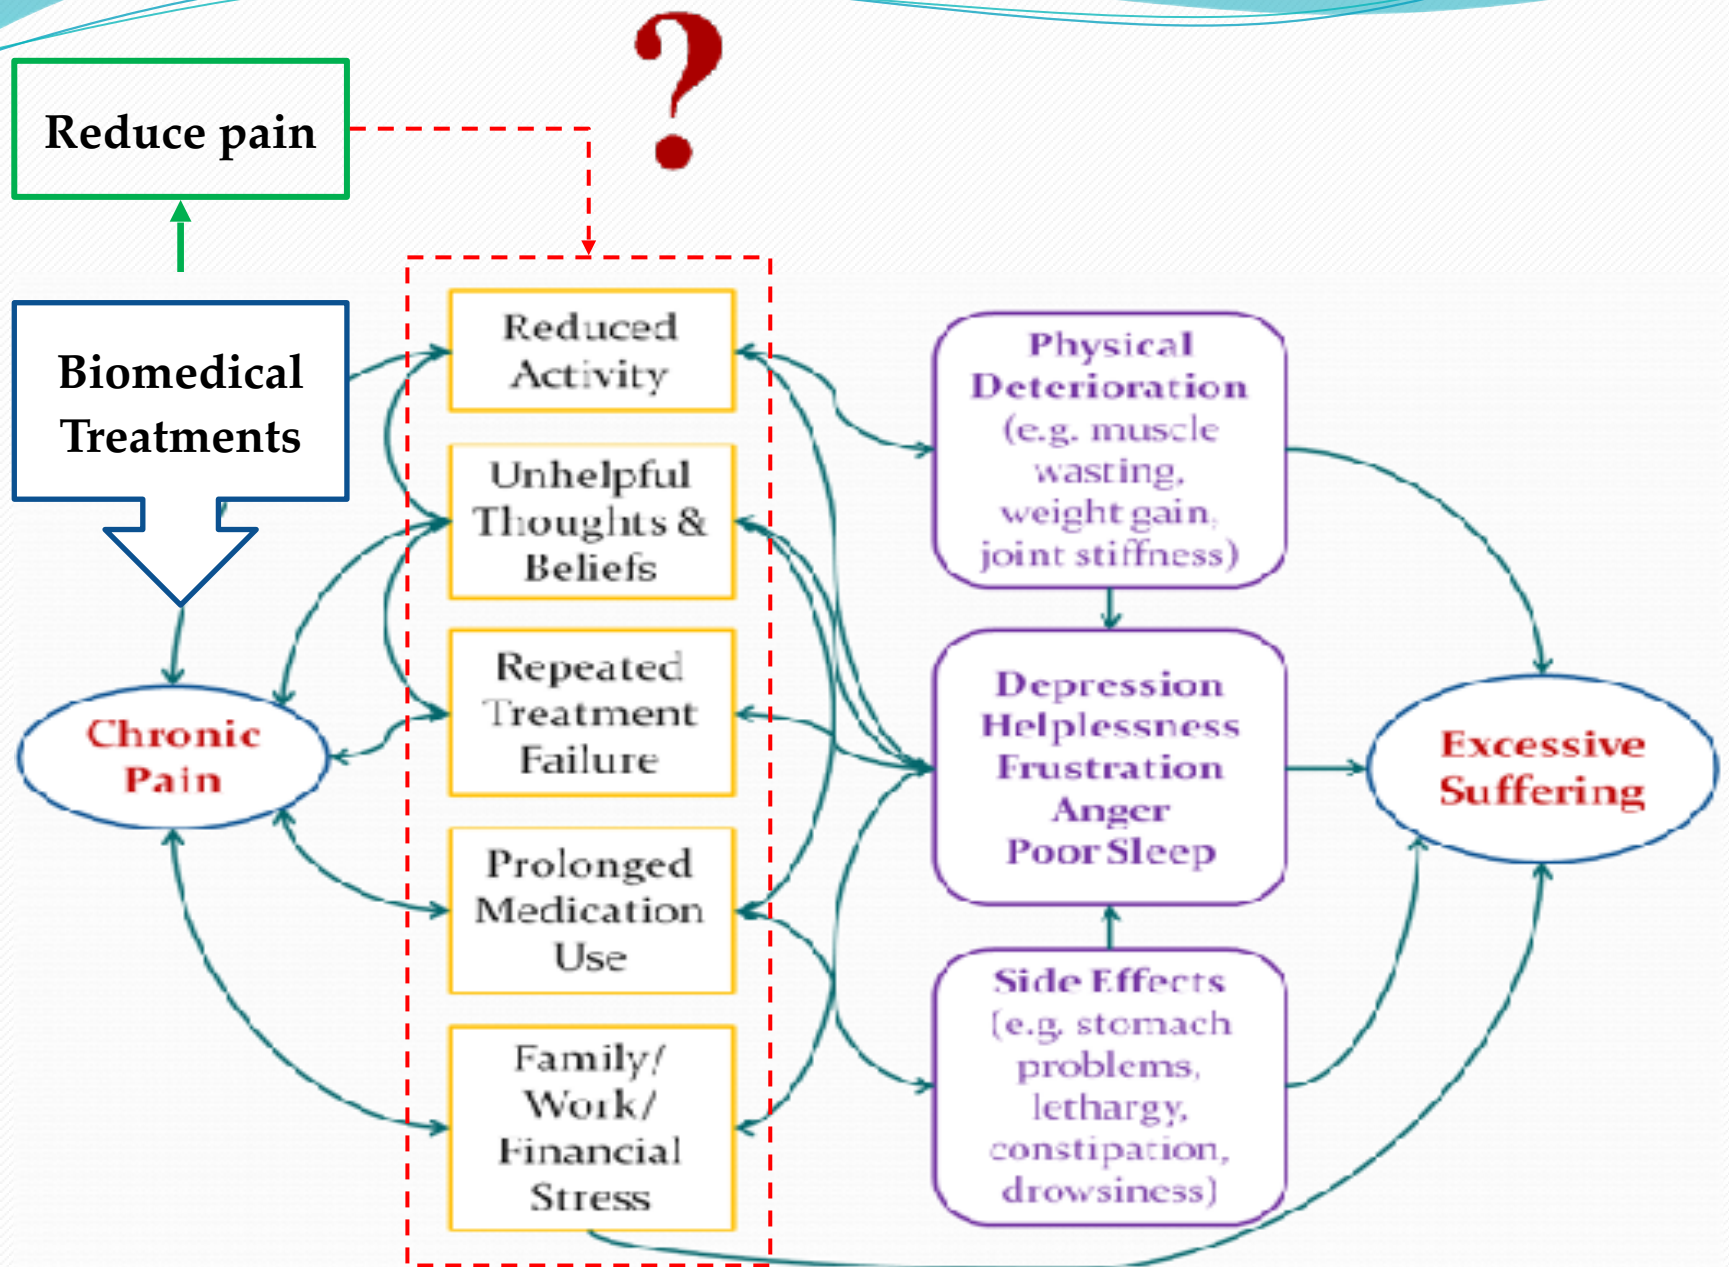 ?
Reduce pain
Biomedical
Treatments
Chronic
Pain
Reduced
Activity
Unhelpful
Thoughts &
Beliefs
Repeated
Treatment
Failure
Prolonged
Medication
Use
Family/
Work/
Financial
Stress
Physical
Deterioration
(e.g. muscle
wasting,
weight gain,
joint stiffness)
Depression
Helplessness
Frustration
Anger
Poor Sleep
Side Effects
(e.g. stomach
problems,
lethargy,
constipation,
drowsiness)
Excessive
Suffering